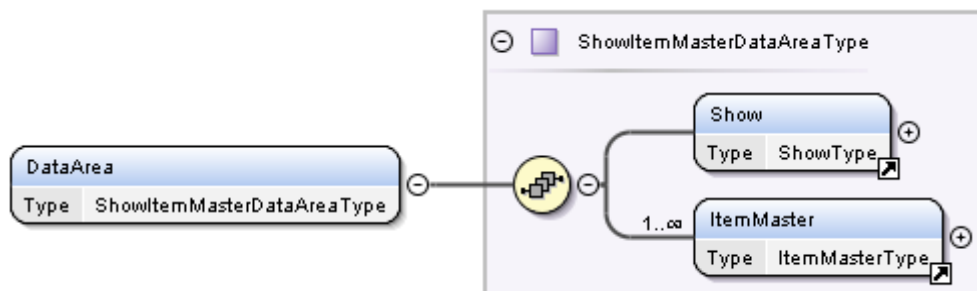 ShowItemMasterDataAreaType
Show
Type ShowType
DataArea
Type ShowItemMasterDataAreaType
1..∞
ItemMaster
Type ItemMasterType